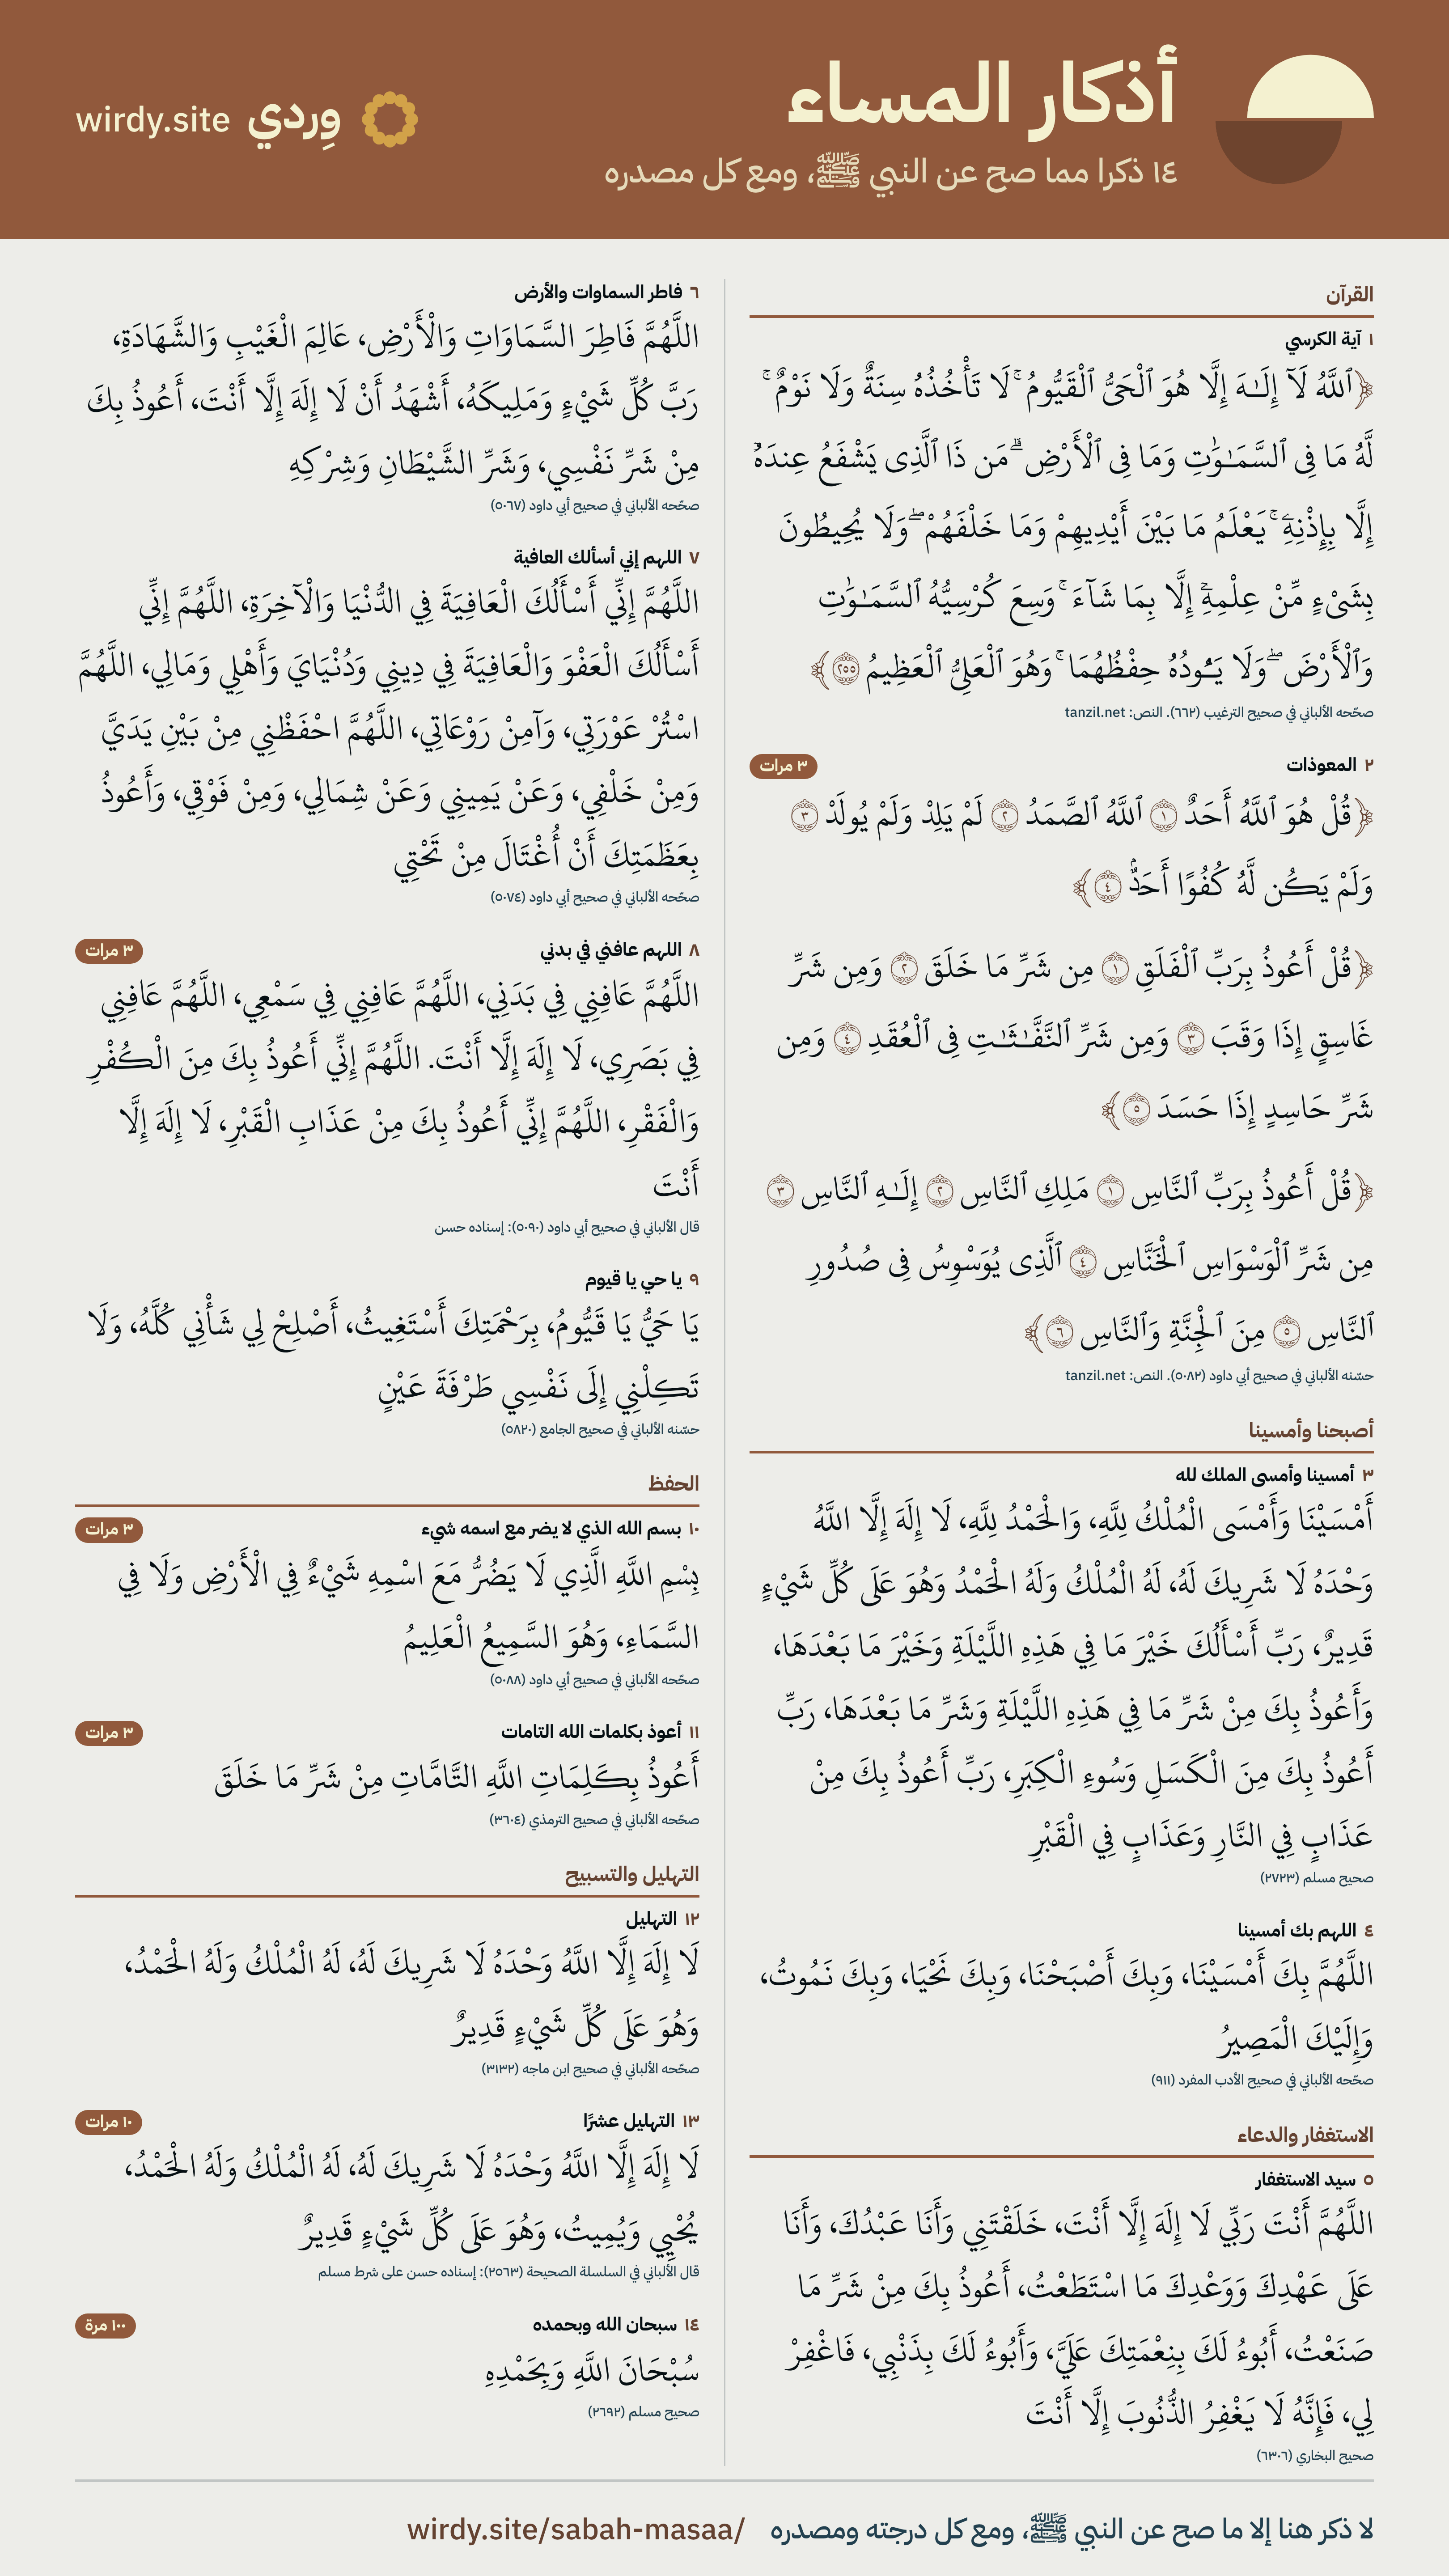 أذكار المساء
١٤ ذكرا مما صح عن النبي ﷺ، ومع كل مصدره
وِردي wirdy.site
القرآن
١ آية الكرسي
﴿ٱللَّهُ لَآ إِلَـٰهَ إِلَّا هُوَ ٱلْحَىُّ ٱلْقَيُّومُ ۚ لَا تَأْخُذُهُ سِنَةٌ وَلَا نَوْمٌ ۚ
لَّهُ مَا فِى ٱلسَّمَـٰوَٰتِ وَمَا فِى ٱلْأَرْضِ ۗ مَن ذَا ٱلَّذِى يَشْفَعُ عِندَهُۥٓ
إِلَّا بِإِذْنِهِۦ ۚ يَعْلَمُ مَا بَيْنَ أَيْدِيهِمْ وَمَا خَلْفَهُمْ ۖ وَلَا يُحِيطُونَ
بِشَىْءٍ مِّنْ عِلْمِهِۦٓ إِلَّا بِمَا شَآءَ ۚ وَسِعَ كُرْسِيُّهُ ٱلسَّمَـٰوَٰتِ
وَٱلْأَرْضَ ۖ وَلَا يَـُٔودُهُۥ حِفْظُهُمَا ۚ وَهُوَ ٱلْعَلِىُّ ٱلْعَظِيمُ ٢٥٥﴾
صحّحه الألباني في صحيح الترغيب (٦٦٢). النص: tanzil.net
٢ المعوذات
٣ مرات
﴿قُلْ هُوَ ٱللَّهُ أَحَدٌ ١ ٱللَّهُ ٱلصَّمَدُ ٢ لَمْ يَلِدْ وَلَمْ يُولَدْ ٣
وَلَمْ يَكُن لَّهُۥ كُفُوًا أَحَدٌۢ ٤﴾
﴿قُلْ أَعُوذُ بِرَبِّ ٱلْفَلَقِ ١ مِن شَرِّ مَا خَلَقَ ٢ وَمِن شَرِّ
غَاسِقٍ إِذَا وَقَبَ ٣ وَمِن شَرِّ ٱلنَّفَّـٰثَـٰتِ فِى ٱلْعُقَدِ ٤ وَمِن
شَرِّ حَاسِدٍ إِذَا حَسَدَ ٥﴾
﴿قُلْ أَعُوذُ بِرَبِّ ٱلنَّاسِ ١ مَلِكِ ٱلنَّاسِ ٢ إِلَـٰهِ ٱلنَّاسِ ٣
مِن شَرِّ ٱلْوَسْوَاسِ ٱلْخَنَّاسِ ٤ ٱلَّذِى يُوَسْوِسُ فِى صُدُورِ
ٱلنَّاسِ ٥ مِنَ ٱلْجِنَّةِ وَٱلنَّاسِ ٦﴾
حسّنه الألباني في صحيح أبي داود (٥٠٨٢). النص: tanzil.net
أصبحنا وأمسينا
٣ أمسينا وأمسى الملك لله
أَمْسَيْنَا وَأَمْسَى الْمُلْكُ لِلَّهِ، وَالْحَمْدُ لِلَّهِ، لَا إِلَهَ إِلَّا اللَّهُ
وَحْدَهُ لَا شَرِيكَ لَهُ، لَهُ الْمُلْكُ وَلَهُ الْحَمْدُ وَهُوَ عَلَى كُلِّ شَيْءٍ
قَدِيرٌ، رَبِّ أَسْأَلُكَ خَيْرَ مَا فِي هَذِهِ اللَّيْلَةِ وَخَيْرَ مَا بَعْدَهَا،
وَأَعُوذُ بِكَ مِنْ شَرِّ مَا فِي هَذِهِ اللَّيْلَةِ وَشَرِّ مَا بَعْدَهَا، رَبِّ
أَعُوذُ بِكَ مِنَ الْكَسَلِ وَسُوءِ الْكِبَرِ، رَبِّ أَعُوذُ بِكَ مِنْ
عَذَابٍ فِي النَّارِ وَعَذَابٍ فِي الْقَبْرِ
صحيح مسلم (٢٧٢٣)
٤ اللهم بك أمسينا
اللَّهُمَّ بِكَ أَمْسَيْنَا، وَبِكَ أَصْبَحْنَا، وَبِكَ نَحْيَا، وَبِكَ نَمُوتُ،
وَإِلَيْكَ الْمَصِيرُ
صحّحه الألباني في صحيح الأدب المفرد (٩١١)
الاستغفار والدعاء
٥ سيد الاستغفار
اللَّهُمَّ أَنْتَ رَبِّي لَا إِلَهَ إِلَّا أَنْتَ، خَلَقْتَنِي وَأَنَا عَبْدُكَ، وَأَنَا
عَلَى عَهْدِكَ وَوَعْدِكَ مَا اسْتَطَعْتُ، أَعُوذُ بِكَ مِنْ شَرِّ مَا
صَنَعْتُ، أَبُوءُ لَكَ بِنِعْمَتِكَ عَلَيَّ، وَأَبُوءُ لَكَ بِذَنْبِي، فَاغْفِرْ
لِي، فَإِنَّهُ لَا يَغْفِرُ الذُّنُوبَ إِلَّا أَنْتَ
صحيح البخاري (٦٣٠٦)
٦ فاطر السماوات والأرض
اللَّهُمَّ فَاطِرَ السَّمَاوَاتِ وَالْأَرْضِ، عَالِمَ الْغَيْبِ وَالشَّهَادَةِ،
رَبَّ كُلِّ شَيْءٍ وَمَلِيكَهُ، أَشْهَدُ أَنْ لَا إِلَهَ إِلَّا أَنْتَ، أَعُوذُ بِكَ
مِنْ شَرِّ نَفْسِي، وَشَرِّ الشَّيْطَانِ وَشِرْكِهِ
صحّحه الألباني في صحيح أبي داود (٥٠٦٧)
٧ اللهم إني أسألك العافية
اللَّهُمَّ إِنِّي أَسْأَلُكَ الْعَافِيَةَ فِي الدُّنْيَا وَالْآخِرَةِ، اللَّهُمَّ إِنِّي
أَسْأَلُكَ الْعَفْوَ وَالْعَافِيَةَ فِي دِينِي وَدُنْيَايَ وَأَهْلِي وَمَالِي، اللَّهُمَّ
اسْتُرْ عَوْرَتِي، وَآمِنْ رَوْعَاتِي، اللَّهُمَّ احْفَظْنِي مِنْ بَيْنِ يَدَيَّ
وَمِنْ خَلْفِي، وَعَنْ يَمِينِي وَعَنْ شِمَالِي، وَمِنْ فَوْقِي، وَأَعُوذُ
بِعَظَمَتِكَ أَنْ أُغْتَالَ مِنْ تَحْتِي
صحّحه الألباني في صحيح أبي داود (٥٠٧٤)
٨ اللهم عافني في بدني
٣ مرات
اللَّهُمَّ عَافِنِي فِي بَدَنِي، اللَّهُمَّ عَافِنِي فِي سَمْعِي، اللَّهُمَّ عَافِنِي
فِي بَصَرِي، لَا إِلَهَ إِلَّا أَنْتَ. اللَّهُمَّ إِنِّي أَعُوذُ بِكَ مِنَ الْكُفْرِ
وَالْفَقْرِ، اللَّهُمَّ إِنِّي أَعُوذُ بِكَ مِنْ عَذَابِ الْقَبْرِ، لَا إِلَهَ إِلَّا
أَنْتَ
قال الألباني في صحيح أبي داود (٥٠٩٠): إسناده حسن
٩ يا حي يا قيوم
يَا حَيُّ يَا قَيُّومُ، بِرَحْمَتِكَ أَسْتَغِيثُ، أَصْلِحْ لِي شَأْنِي كُلَّهُ، وَلَا
تَكِلْنِي إِلَى نَفْسِي طَرْفَةَ عَيْنٍ
حسّنه الألباني في صحيح الجامع (٥٨٢٠)
الحفظ
١٠ بسم الله الذي لا يضر مع اسمه شيء
٣ مرات
بِسْمِ اللَّهِ الَّذِي لَا يَضُرُّ مَعَ اسْمِهِ شَيْءٌ فِي الْأَرْضِ وَلَا فِي
السَّمَاءِ، وَهُوَ السَّمِيعُ الْعَلِيمُ
صحّحه الألباني في صحيح أبي داود (٥٠٨٨)
١١ أعوذ بكلمات الله التامات
٣ مرات
أَعُوذُ بِكَلِمَاتِ اللَّهِ التَّامَّاتِ مِنْ شَرِّ مَا خَلَقَ
صحّحه الألباني في صحيح الترمذي (٣٦٠٤)
التهليل والتسبيح
١٢ التهليل
لَا إِلَهَ إِلَّا اللَّهُ وَحْدَهُ لَا شَرِيكَ لَهُ، لَهُ الْمُلْكُ وَلَهُ الْحَمْدُ،
وَهُوَ عَلَى كُلِّ شَيْءٍ قَدِيرٌ
صحّحه الألباني في صحيح ابن ماجه (٣١٣٢)
١٣ التهليل عشرًا
١٠ مرات
لَا إِلَهَ إِلَّا اللَّهُ وَحْدَهُ لَا شَرِيكَ لَهُ، لَهُ الْمُلْكُ وَلَهُ الْحَمْدُ،
يُحْيِي وَيُمِيتُ، وَهُوَ عَلَى كُلِّ شَيْءٍ قَدِيرٌ
قال الألباني في السلسلة الصحيحة (٢٥٦٣): إسناده حسن على شرط مسلم
١٤ سبحان الله وبحمده
١٠٠ مرة
سُبْحَانَ اللَّهِ وَبِحَمْدِهِ
صحيح مسلم (٢٦٩٢)
لا ذكر هنا إلا ما صح عن النبي ﷺ، ومع كل درجته ومصدره wirdy.site/sabah-masaa/